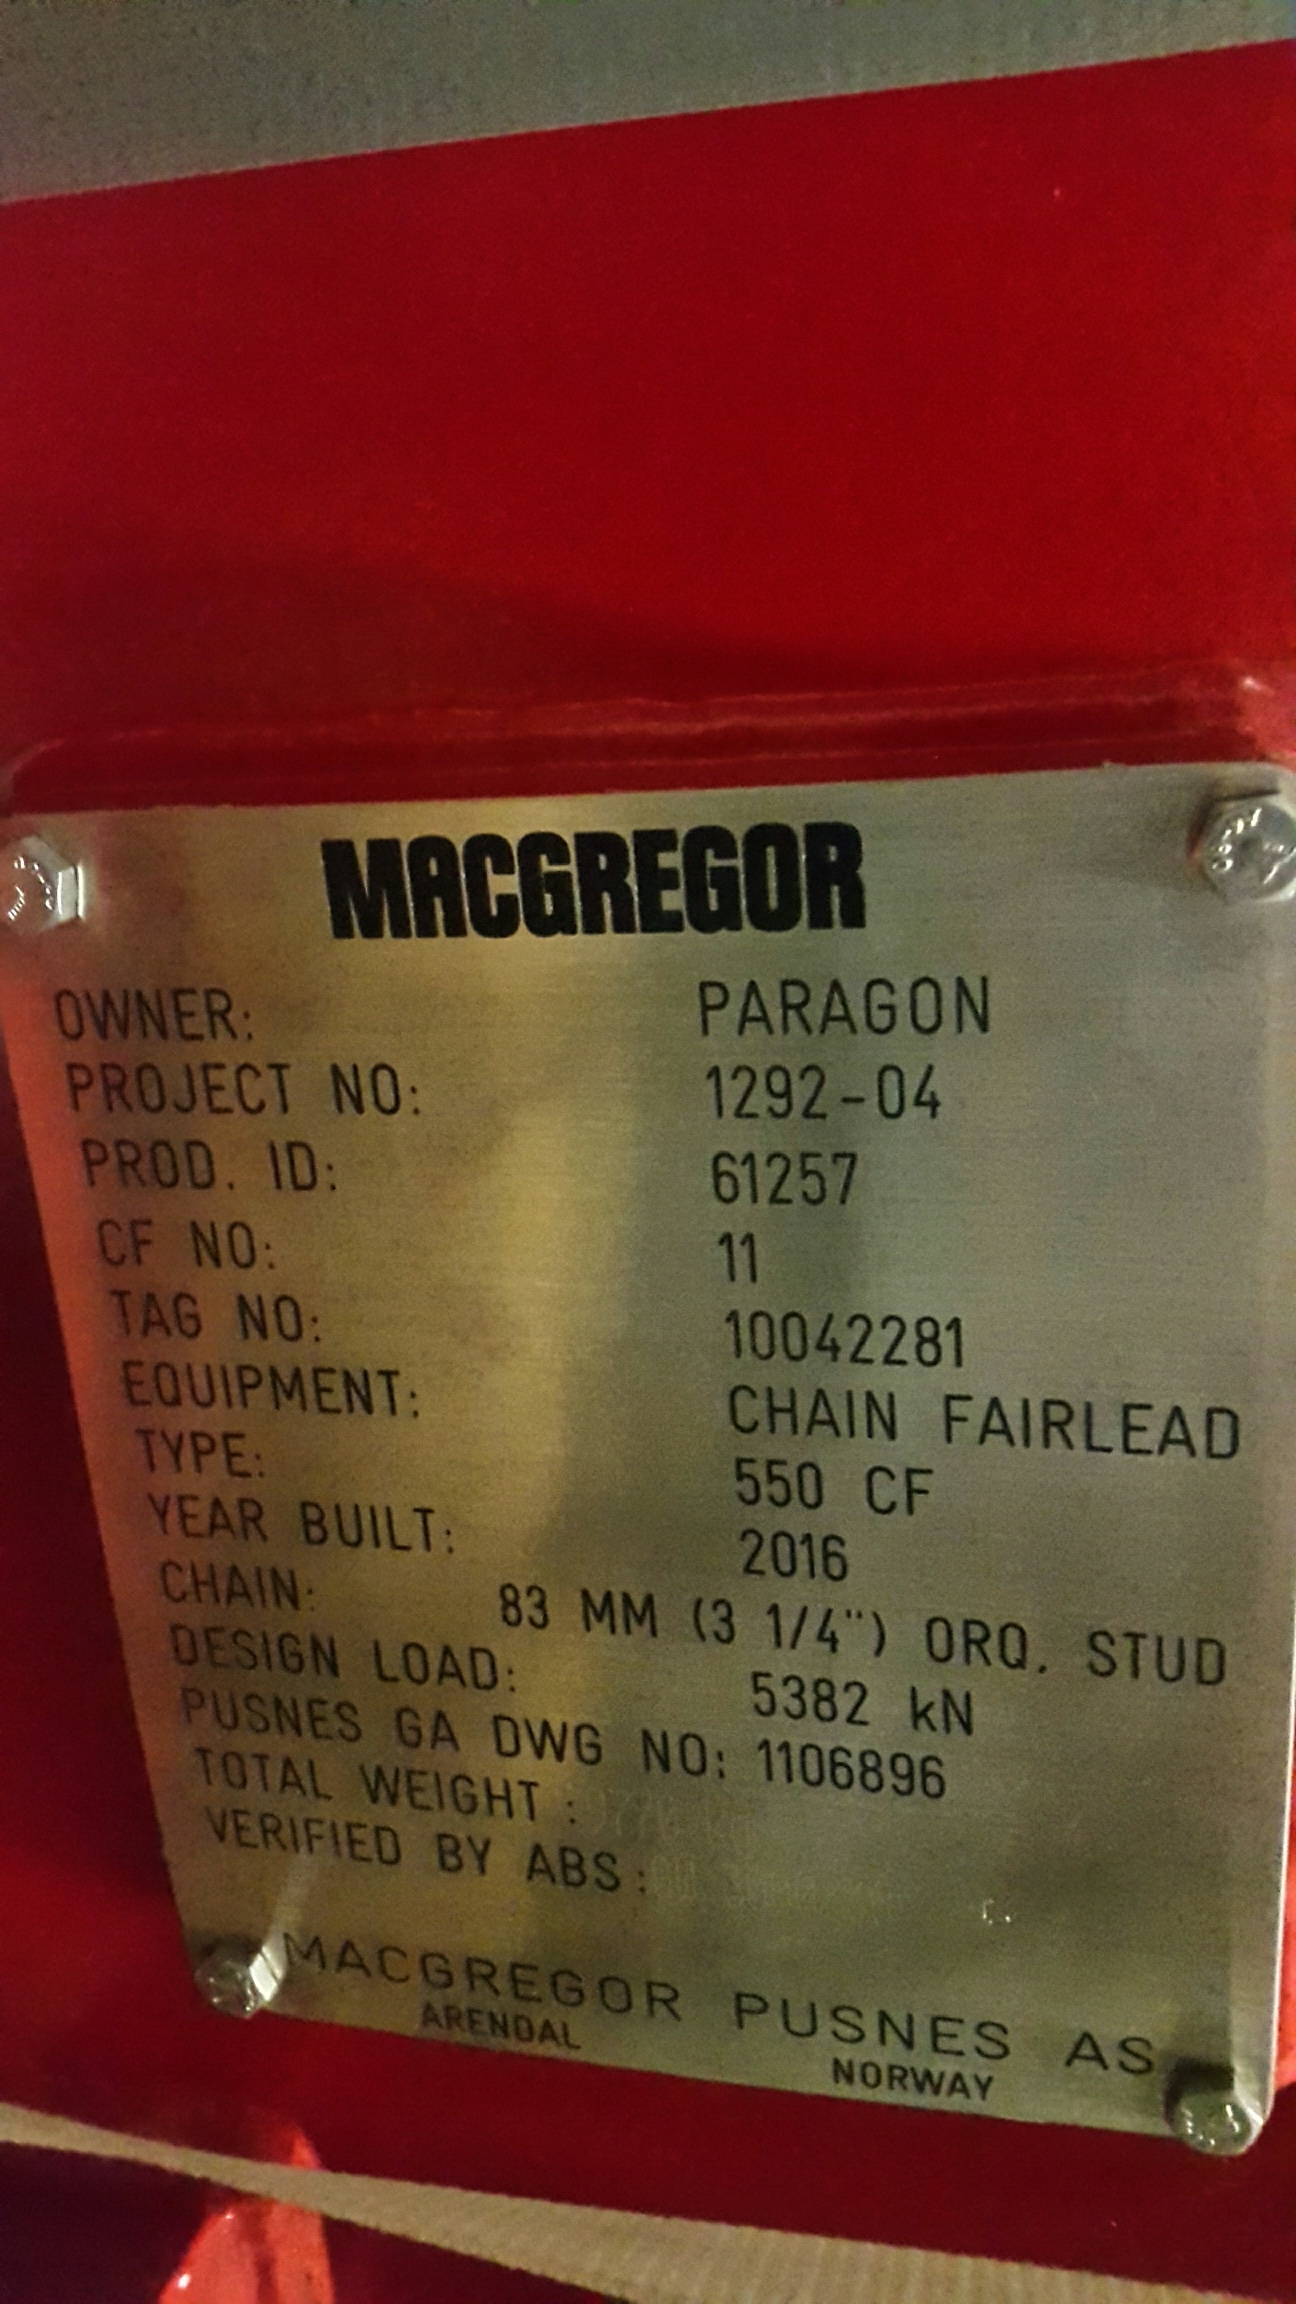 MACGREGOR
OWNER: PARAGON
PROJECT NO: 1292-04
PROD. ID: 61257
CF NO: 11
TAG NO: 10042281
EQUIPMENT: CHAIN FAIRLEAD
TYPE: 550 CF
YEAR BUILT: 2016
CHAIN: 83 MM (3 1/4") ORQ. STUD
DESIGN LOAD: 5382 kN
PUSNES GA DWG NO: 1106896
TOTAL WEIGHT :
VERIFIED BY ABS :
MACGREGOR PUSNES AS
ARENDAL NORWAY